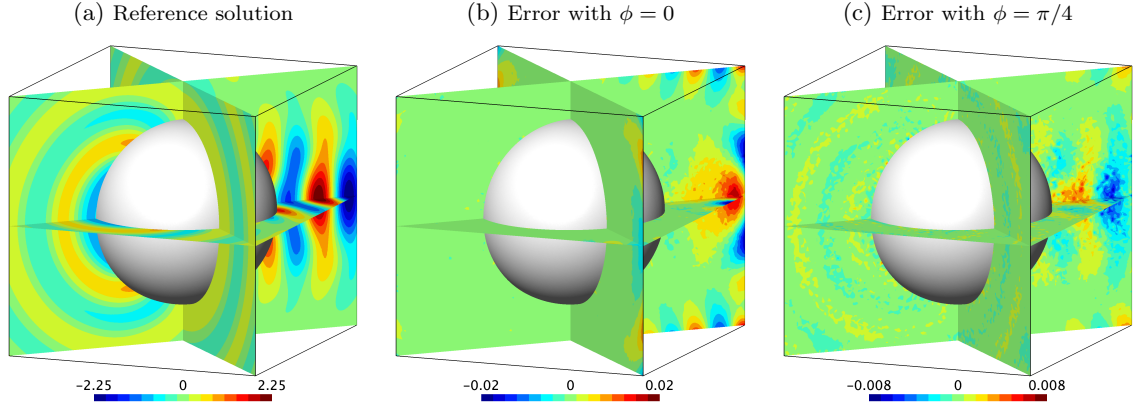 (a) Reference solution
(b) Error with ϕ = 0
(c) Error with ϕ = π/4
−2.25 0 2.25
−0.02 0 0.02
−0.008 0 0.008